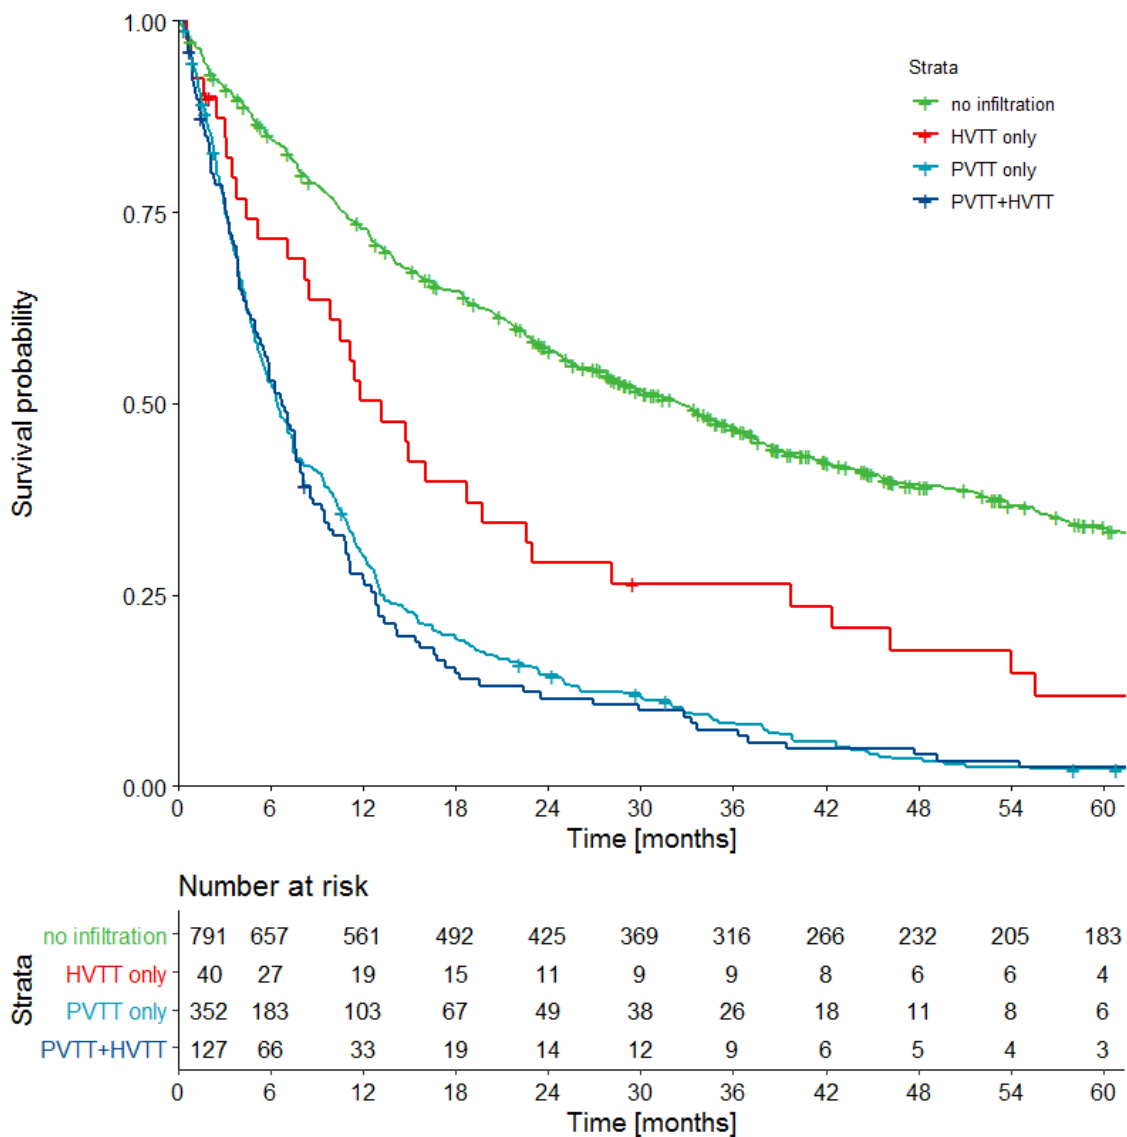 1.00
0.75
0.50
0.25
0.00
Survival probability
Strata
no infiltration
HVTT only
PVTT only
PVTT+HVTT
0 6 12 18 24 30 36 42 48 54 60
Time [months]
Number at risk
Strata
no infiltration 791 657 561 492 425 369 316 266 232 205 183
HVTT only 40 27 19 15 11 9 9 8 6 6 4
PVTT only 352 183 103 67 49 38 26 18 11 8 6
PVTT+HVTT 127 66 33 19 14 12 9 6 5 4 3
0 6 12 18 24 30 36 42 48 54 60
Time [months]